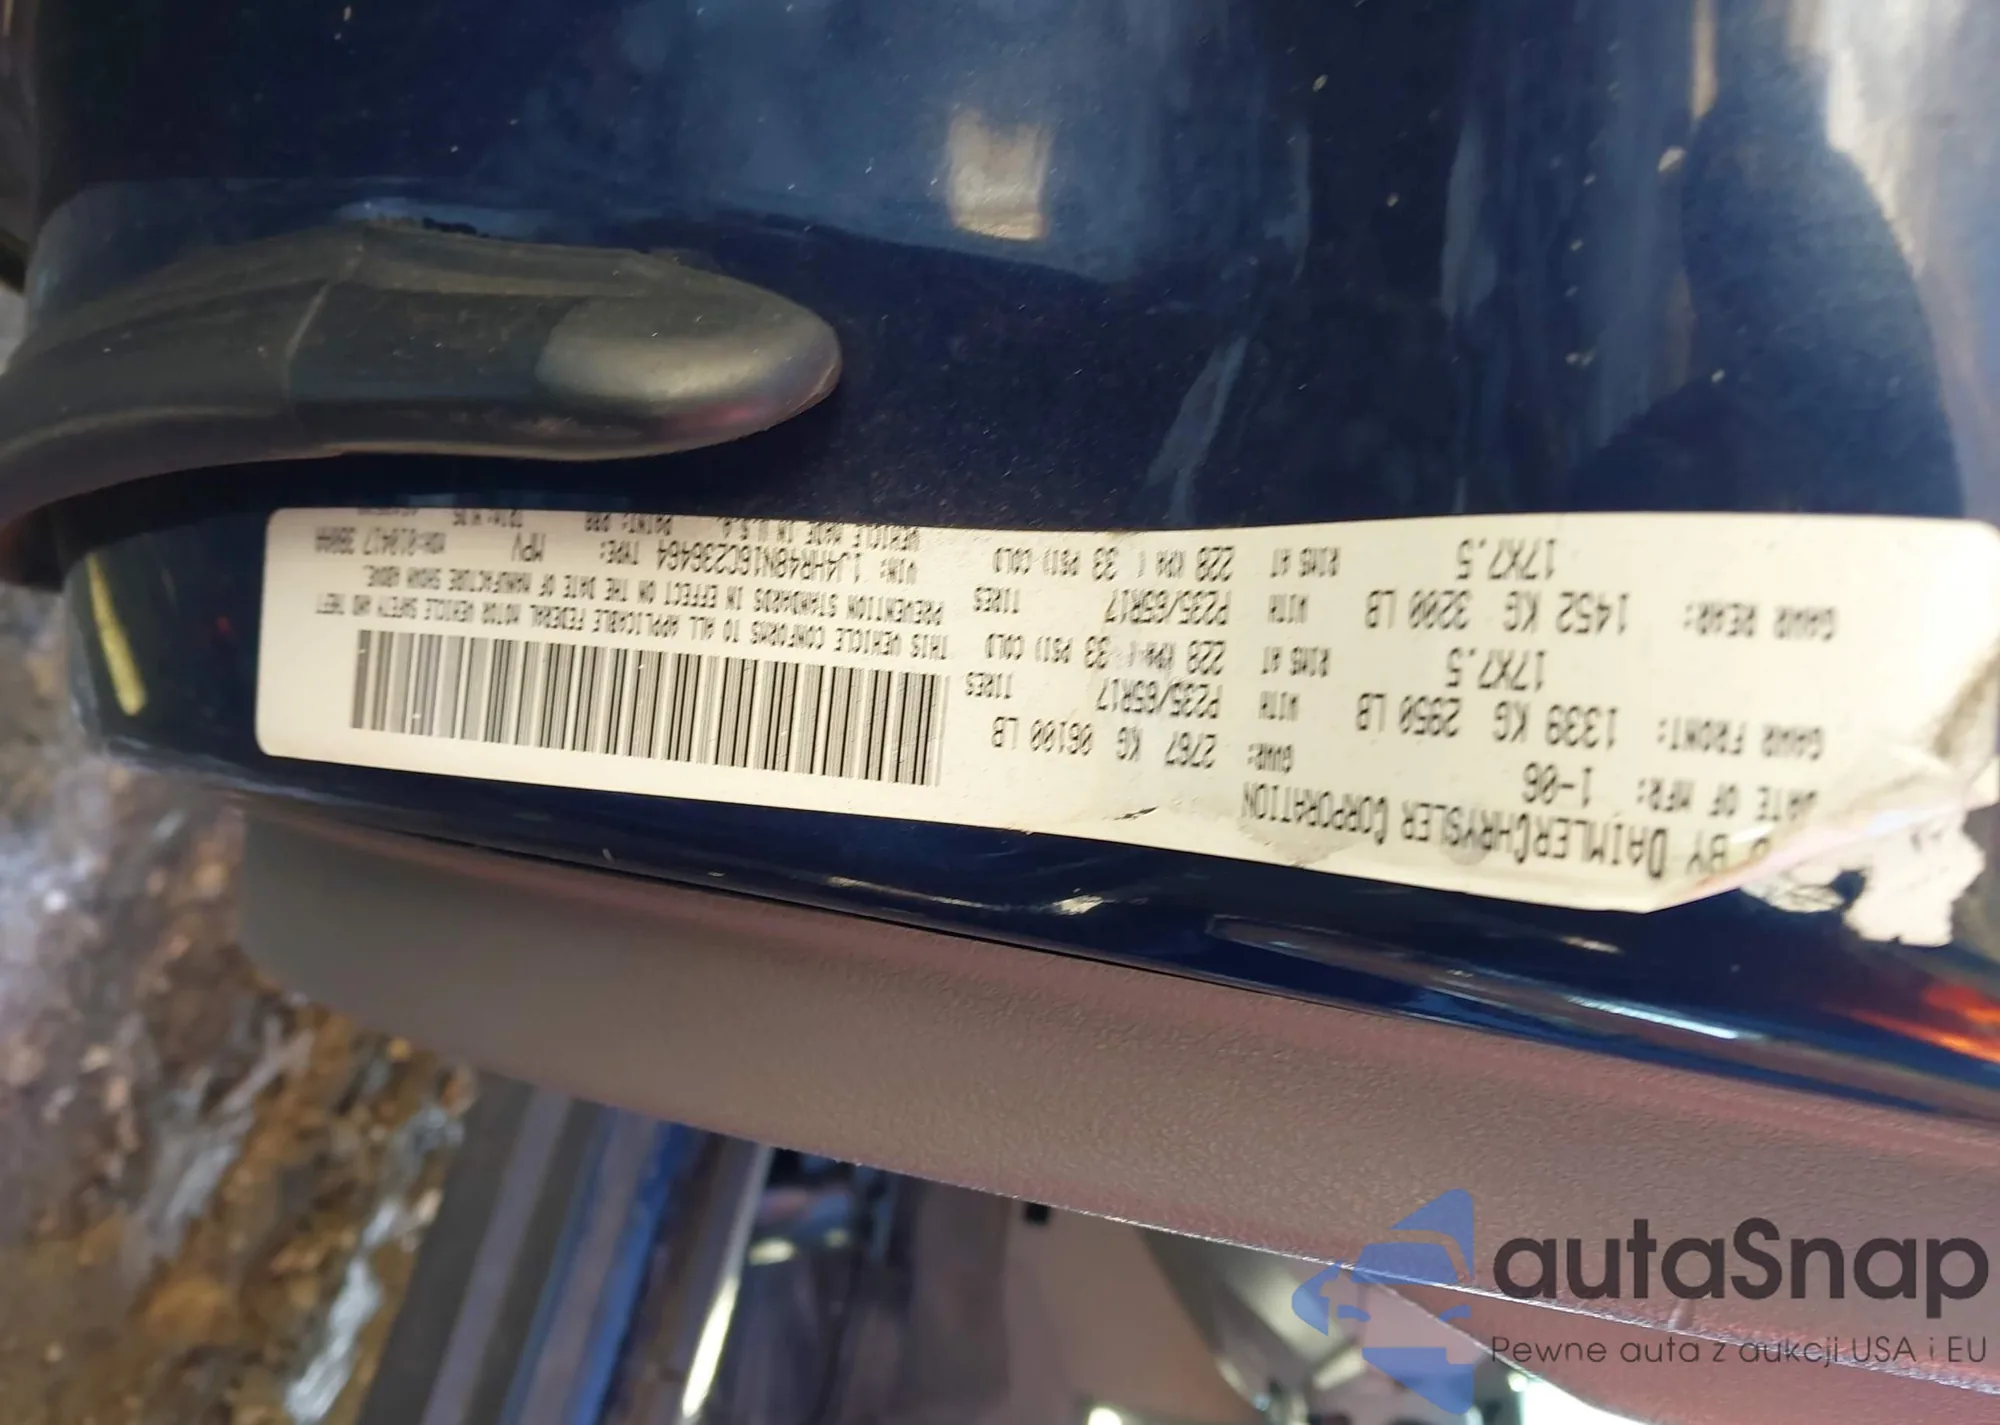 D BY DAIMLERCHRYSLER CORPORATION
DATE OF MFR: 1-06 GVWR: 2767 KG 06100 LB
GAWR FRONT: 1339 KG 2950 LB WITH P235/65R17 TIRES
17X7.5 RIMS AT 228 KPA( 33 PSI) COLD
GAWR REAR: 1452 KG 3200 LB WITH P235/65R17 TIRES
17X7.5 RIMS AT 228 KPA( 33 PSI) COLD
THIS VEHICLE CONFORMS TO ALL APPLICABLE FEDERAL MOTOR VEHICLE SAFETY AND THEFT
PREVENTION STANDARDS IN EFFECT ON THE DATE OF MANUFACTURE SHOWN ABOVE.
VIN: 1J4HR48N16C236464 TYPE: MPV
VEHICLE MADE IN U.S.A.
autaSnap
Pewne auta z aukcji USA i EU